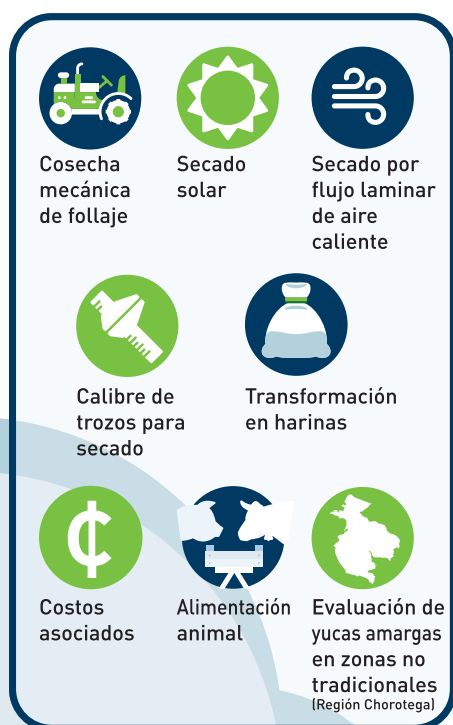 Cosecha
mecánica
de follaje
Secado
solar
Secado por
flujo laminar
de aire
caliente
Calibre de
trozos para
secado
Transformación
en harinas
₵
Costos
asociados
Alimentación
animal
Evaluación de
yucas amargas
en zonas no
tradicionales
(Región Chorotega)